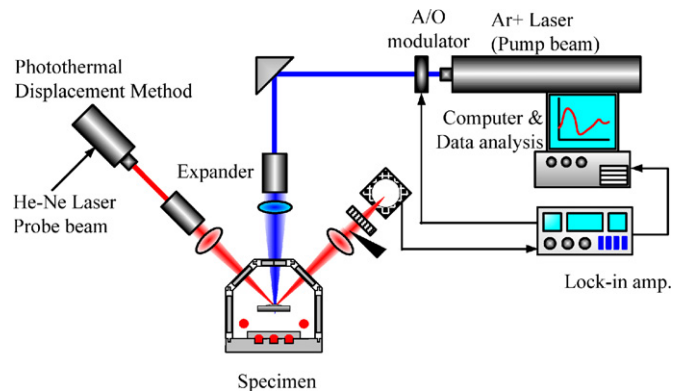 A/O
modulator
Ar+ Laser
(Pump beam)
Photothermal
Displacement Method
Computer &
Data analysis
Expander
He-Ne Laser
Probe beam
Lock-in amp.
Specimen